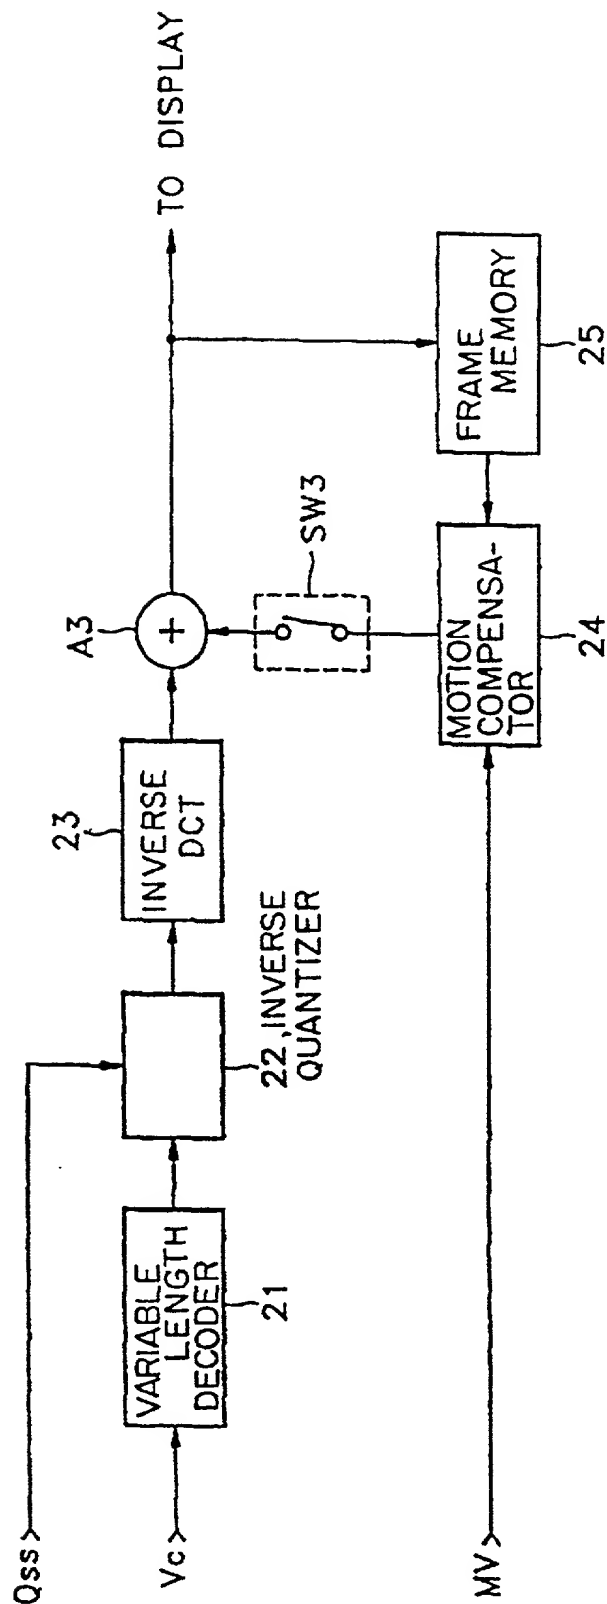 Qss
Vc
MV
VARIABLE
LENGTH
DECODER
21
22, INVERSE
QUANTIZER
23
INVERSE
DCT
A3
+
SW3
MOTION
COMPENSA-
TOR
24
FRAME
MEMORY
25
TO DISPLAY